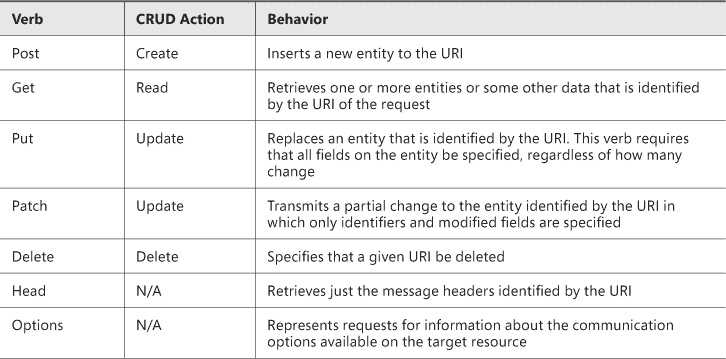 Verb CRUD Action Behavior
Post Create Inserts a new entity to the URI
Get Read Retrieves one or more entities or some other data that is identified
by the URI of the request
Put Update Replaces an entity that is identified by the URI. This verb requires
that all fields on the entity be specified, regardless of how many
change
Patch Update Transmits a partial change to the entity identified by the URI in
which only identifiers and modified fields are specified
Delete Delete Specifies that a given URI be deleted
Head N/A Retrieves just the message headers identified by the URI
Options N/A Represents requests for information about the communication
options available on the target resource